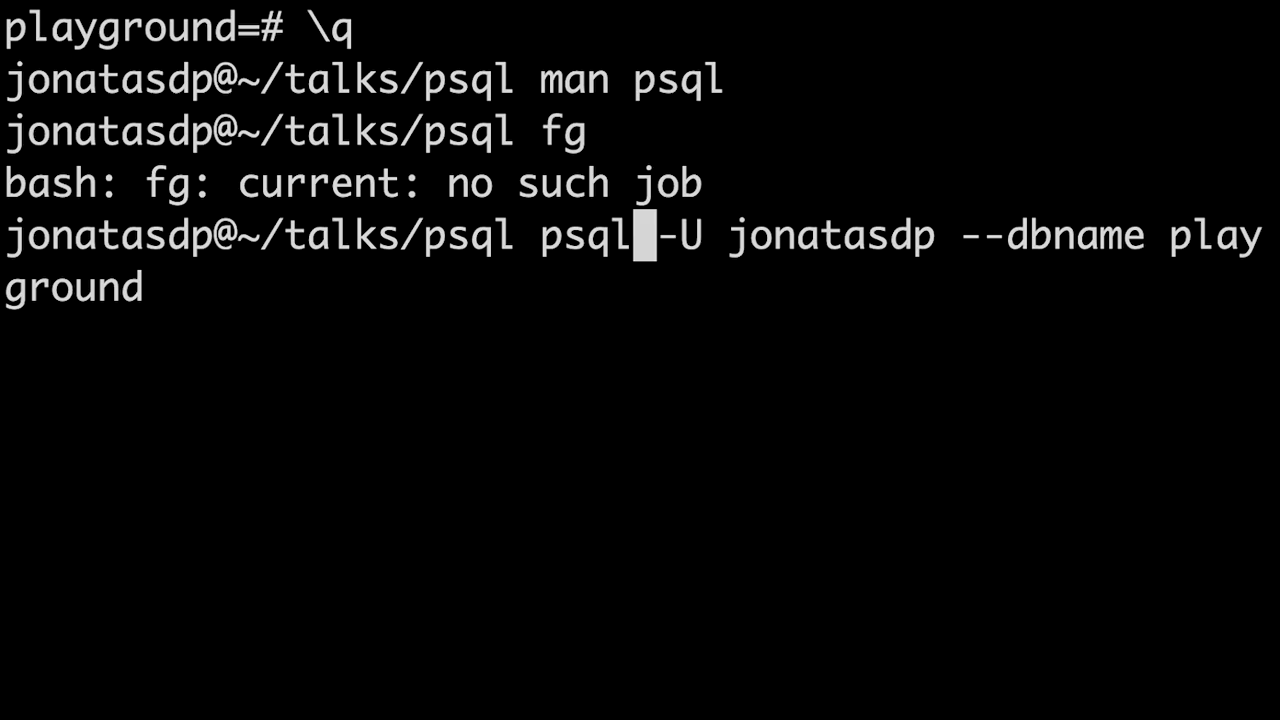 playground=# \q
jonatasdp@~/talks/psql man psql
jonatasdp@~/talks/psql fg
bash: fg: current: no such job
jonatasdp@~/talks/psql psql -U jonatasdp --dbname play
ground